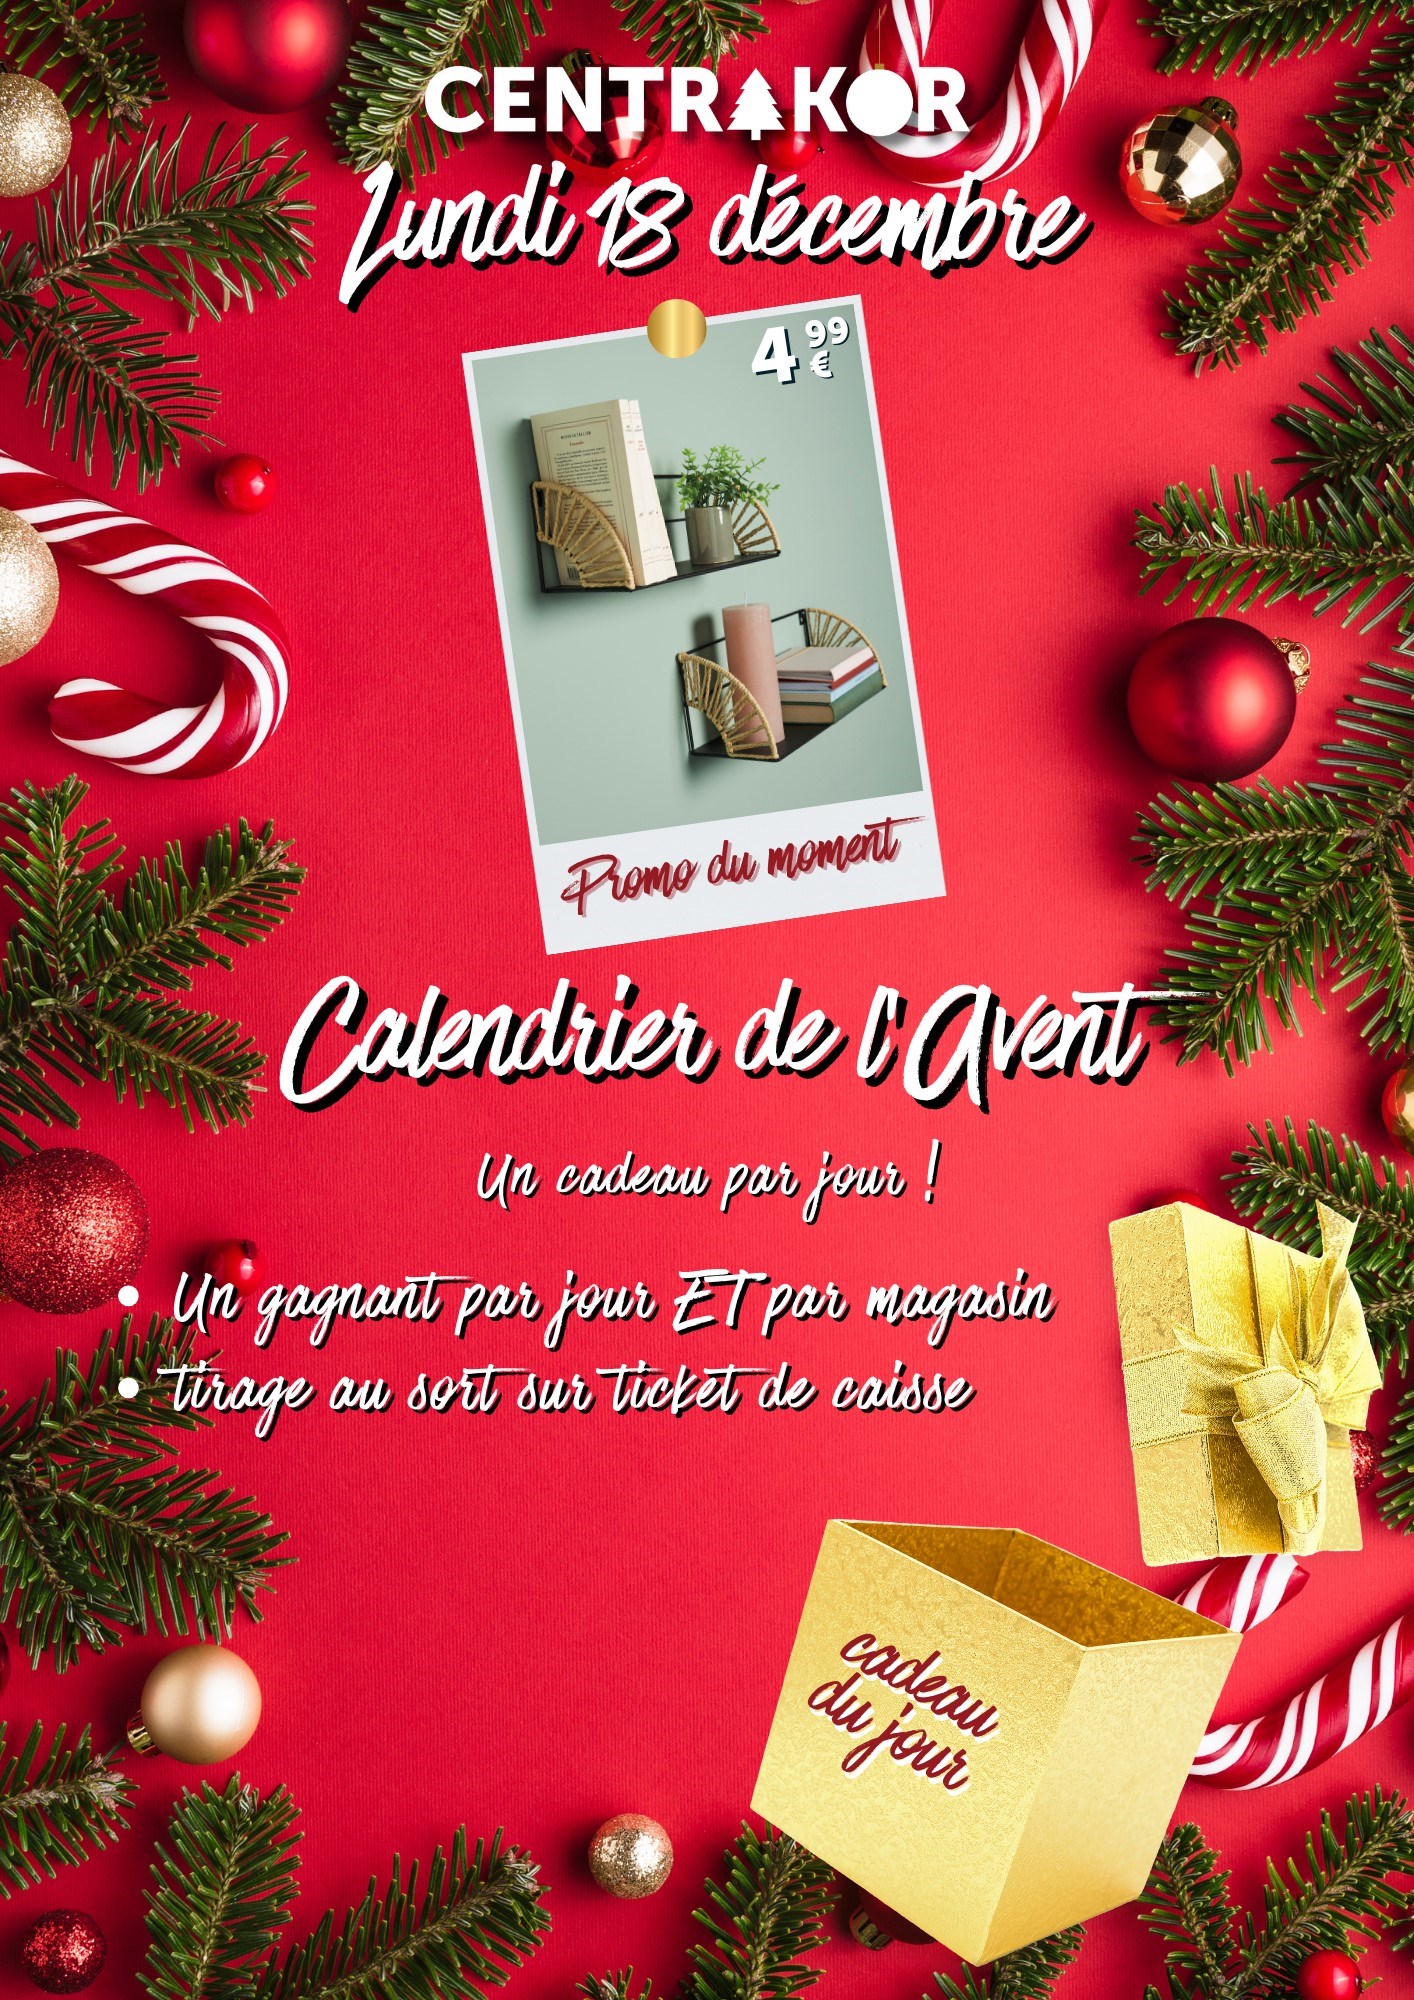 CENTRAKOR
Lundi 18 décembre
4 99 €
Promo du moment
Calendrier de l'Avent
Un cadeau par jour !
• Un gagnant par jour ET par magasin
• tirage au sort sur ticket de caisse
cadeau
du jour